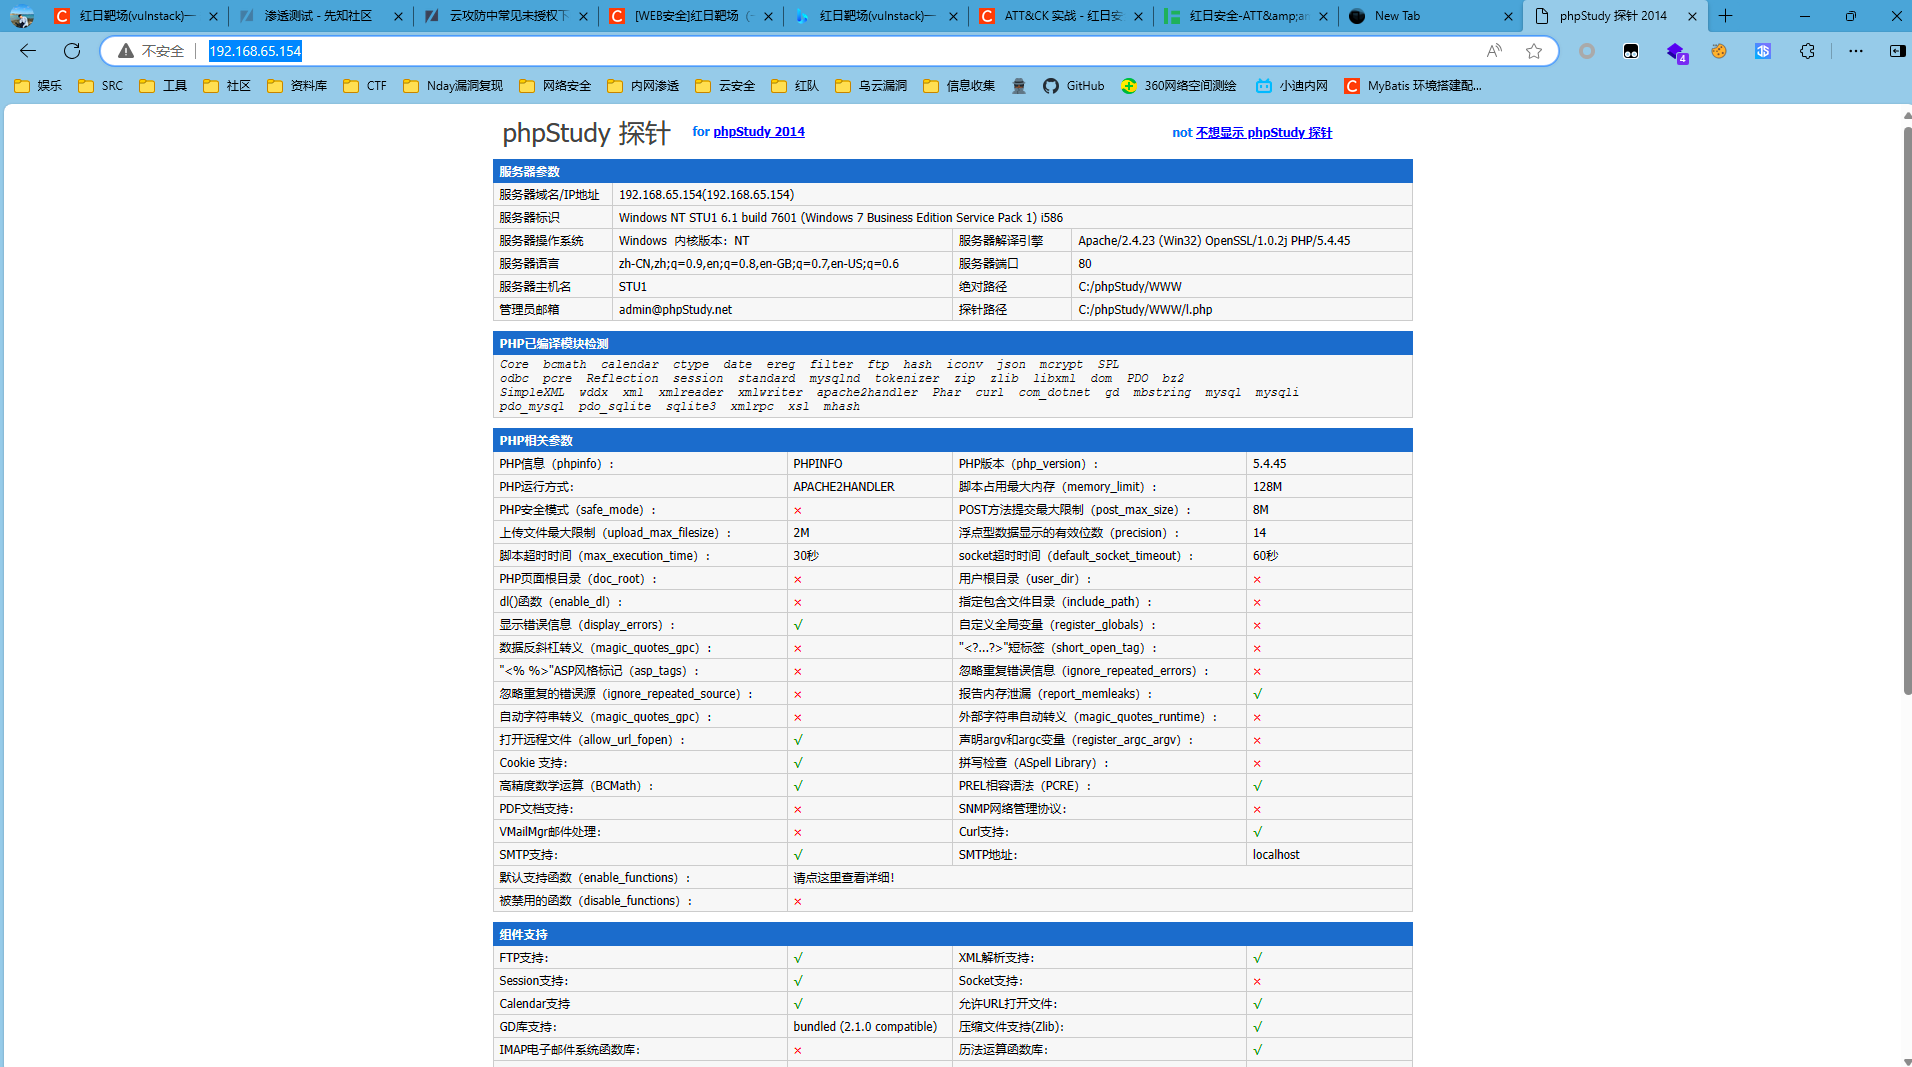 红日靶场(vulnstack)—
渗透测试 - 先知社区
云攻防中常见未授权下
[WEB安全]红日靶场（一
红日靶场(vulnstack)—
ATT&CK 实战 - 红日安
红日安全-ATT&amp;ar
New Tab
phpStudy 探针 2014
不安全 192.168.65.154
娱乐 SRC 工具 社区 资料库 CTF Nday漏洞复现 网络安全 内网渗透 云安全 红队 乌云漏洞 信息收集 GitHub 360网络空间测绘 小迪内网 MyBatis 环境搭建配...
4
phpStudy 探针 for phpStudy 2014 not 不想显示 phpStudy 探针
服务器参数
服务器域名/IP地址 192.168.65.154(192.168.65.154)
服务器标识 Windows NT STU1 6.1 build 7601 (Windows 7 Business Edition Service Pack 1) i586
服务器操作系统 Windows 内核版本：NT 服务器解译引擎 Apache/2.4.23 (Win32) OpenSSL/1.0.2j PHP/5.4.45
服务器语言 zh-CN,zh;q=0.9,en;q=0.8,en-GB;q=0.7,en-US;q=0.6 服务器端口 80
服务器主机名 STU1 绝对路径 C:/phpStudy/WWW
管理员邮箱 admin@phpStudy.net 探针路径 C:/phpStudy/WWW/l.php
PHP已编译模块检测
Core bcmath calendar ctype date ereg filter ftp hash iconv json mcrypt SPL
odbc pcre Reflection session standard mysqlnd tokenizer zip zlib libxml dom PDO bz2
SimpleXML wddx xml xmlreader xmlwriter apache2handler Phar curl com_dotnet gd mbstring mysql mysqli
pdo_mysql pdo_sqlite sqlite3 xmlrpc xsl mhash
PHP相关参数
PHP信息（phpinfo）： PHPINFO PHP版本（php_version）： 5.4.45
PHP运行方式： APACHE2HANDLER 脚本占用最大内存（memory_limit）： 128M
PHP安全模式（safe_mode）： × POST方法提交最大限制（post_max_size）： 8M
上传文件最大限制（upload_max_filesize）： 2M 浮点型数据显示的有效位数（precision）： 14
脚本超时时间（max_execution_time）： 30秒 socket超时时间（default_socket_timeout）： 60秒
PHP页面根目录（doc_root）： × 用户根目录（user_dir）： ×
dl()函数（enable_dl）： × 指定包含文件目录（include_path）： ×
显示错误信息（display_errors）： √ 自定义全局变量（register_globals）： ×
数据反斜杠转义（magic_quotes_gpc）： × "<?...?>"短标签（short_open_tag）： ×
"<% %>"ASP风格标记（asp_tags）： × 忽略重复错误信息（ignore_repeated_errors）： ×
忽略重复的错误源（ignore_repeated_source）： × 报告内存泄漏（report_memleaks）： √
自动字符串转义（magic_quotes_gpc）： × 外部字符串自动转义（magic_quotes_runtime）： ×
打开远程文件（allow_url_fopen）： √ 声明argv和argc变量（register_argc_argv）： ×
Cookie 支持： √ 拼写检查（ASpell Library）： ×
高精度数学运算（BCMath）： √ PREL相容语法（PCRE）： √
PDF文档支持： × SNMP网络管理协议： ×
VMailMgr邮件处理： × Curl支持： √
SMTP支持： √ SMTP地址： localhost
默认支持函数（enable_functions）： 请点这里查看详细！
被禁用的函数（disable_functions）： ×
组件支持
FTP支持： √ XML解析支持： √
Session支持： √ Socket支持： ×
Calendar支持 √ 允许URL打开文件： √
GD库支持： bundled (2.1.0 compatible) 压缩文件支持(Zlib)： √
IMAP电子邮件系统函数库： × 历法运算函数库： √